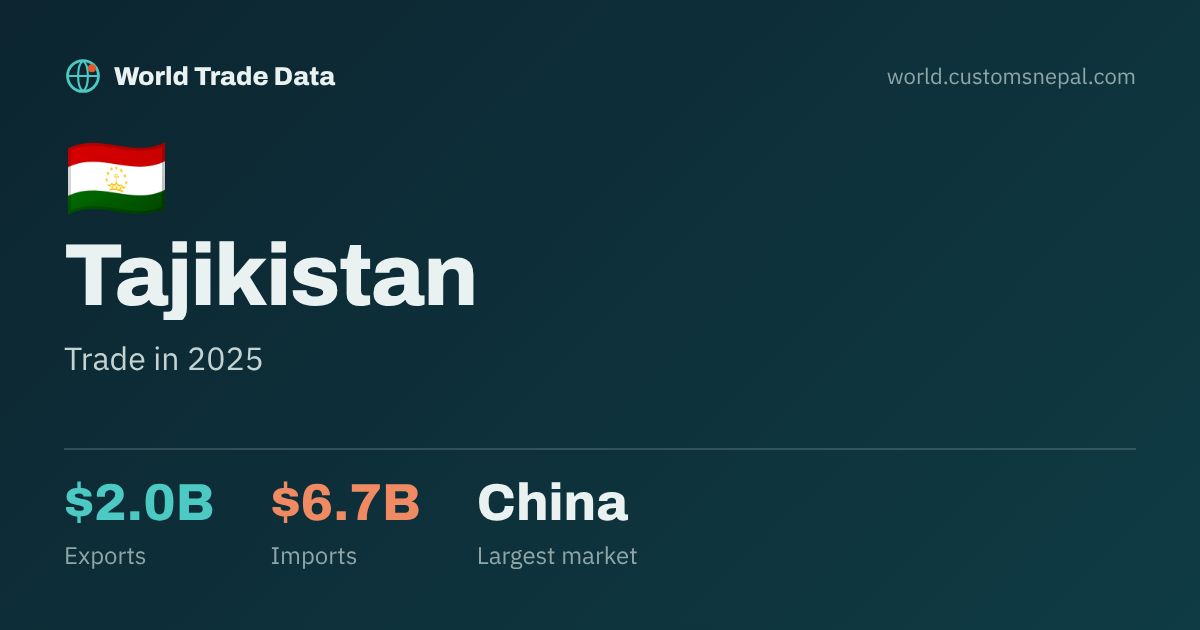 World Trade Data
world.customsnepal.com
Tajikistan
Trade in 2025
$2.0B
Exports
$6.7B
Imports
China
Largest market